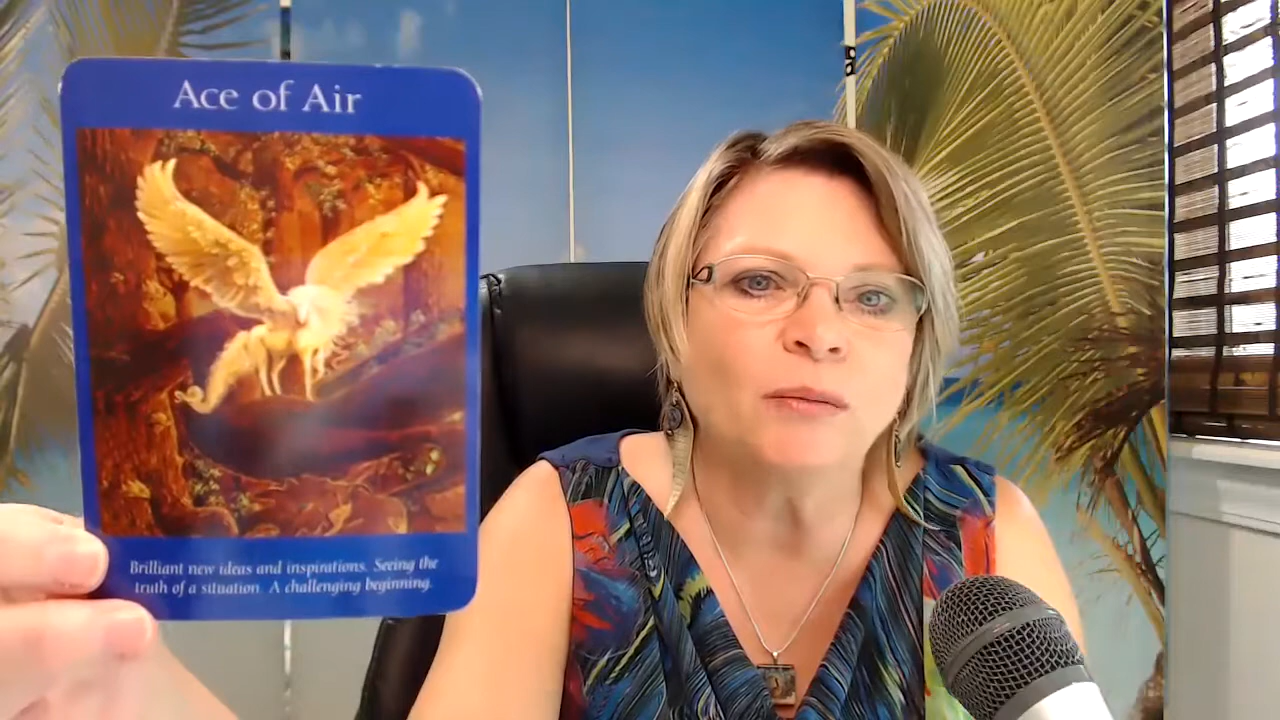 Ace of Air
Brilliant new ideas and inspirations. Seeing the
truth of a situation. A challenging beginning.